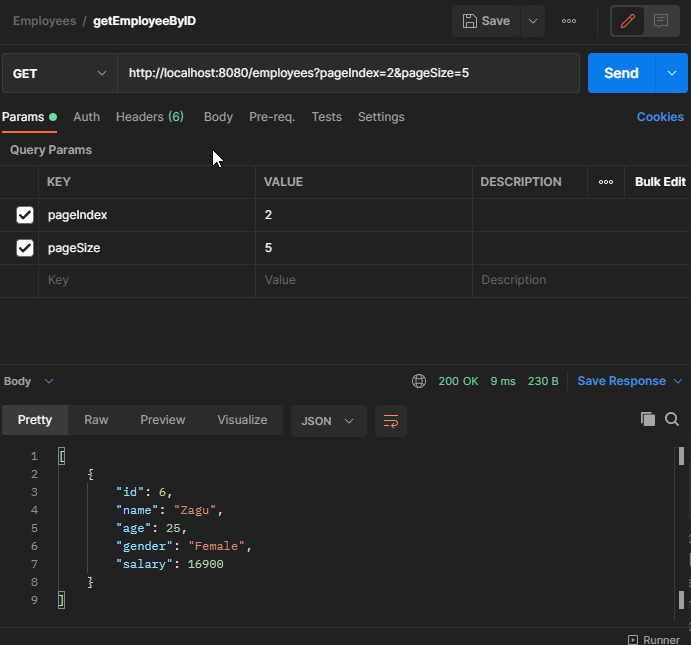 Employees / getEmployeeByID
Save
GET
http://localhost:8080/employees?pageIndex=2&pageSize=5
Send
Params Auth Headers (6) Body Pre-req. Tests Settings Cookies
Query Params
KEY VALUE DESCRIPTION Bulk Edit
pageIndex 2
pageSize 5
Key Value Description
Body 200 OK 9 ms 230 B Save Response
Pretty Raw Preview Visualize JSON
1 [
2 {
3 "id": 6,
4 "name": "Zagu",
5 "age": 25,
6 "gender": "Female",
7 "salary": 16900
8 }
9 ]
Runner